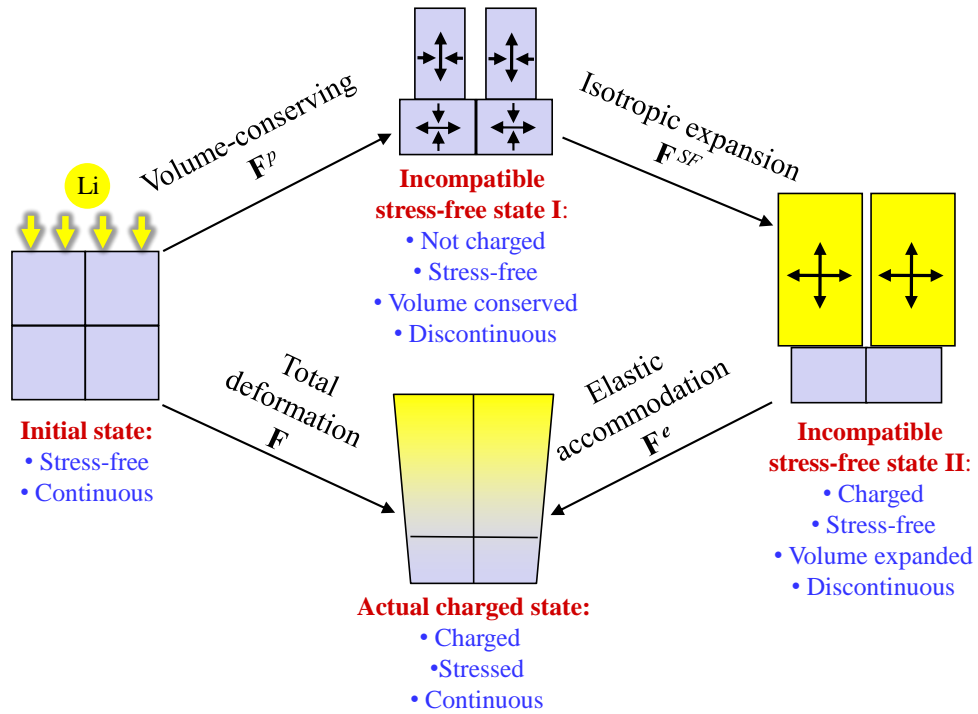 Volume-conserving
F^p
Isotropic expansion
F^SF
Li
Incompatible
stress-free state I:
• Not charged
• Stress-free
• Volume conserved
• Discontinuous
Initial state:
• Stress-free
• Continuous
Total
deformation
F
Elastic
accommodation
F^e
Incompatible
stress-free state II:
• Charged
• Stress-free
• Volume expanded
• Discontinuous
Actual charged state:
• Charged
•Stressed
• Continuous